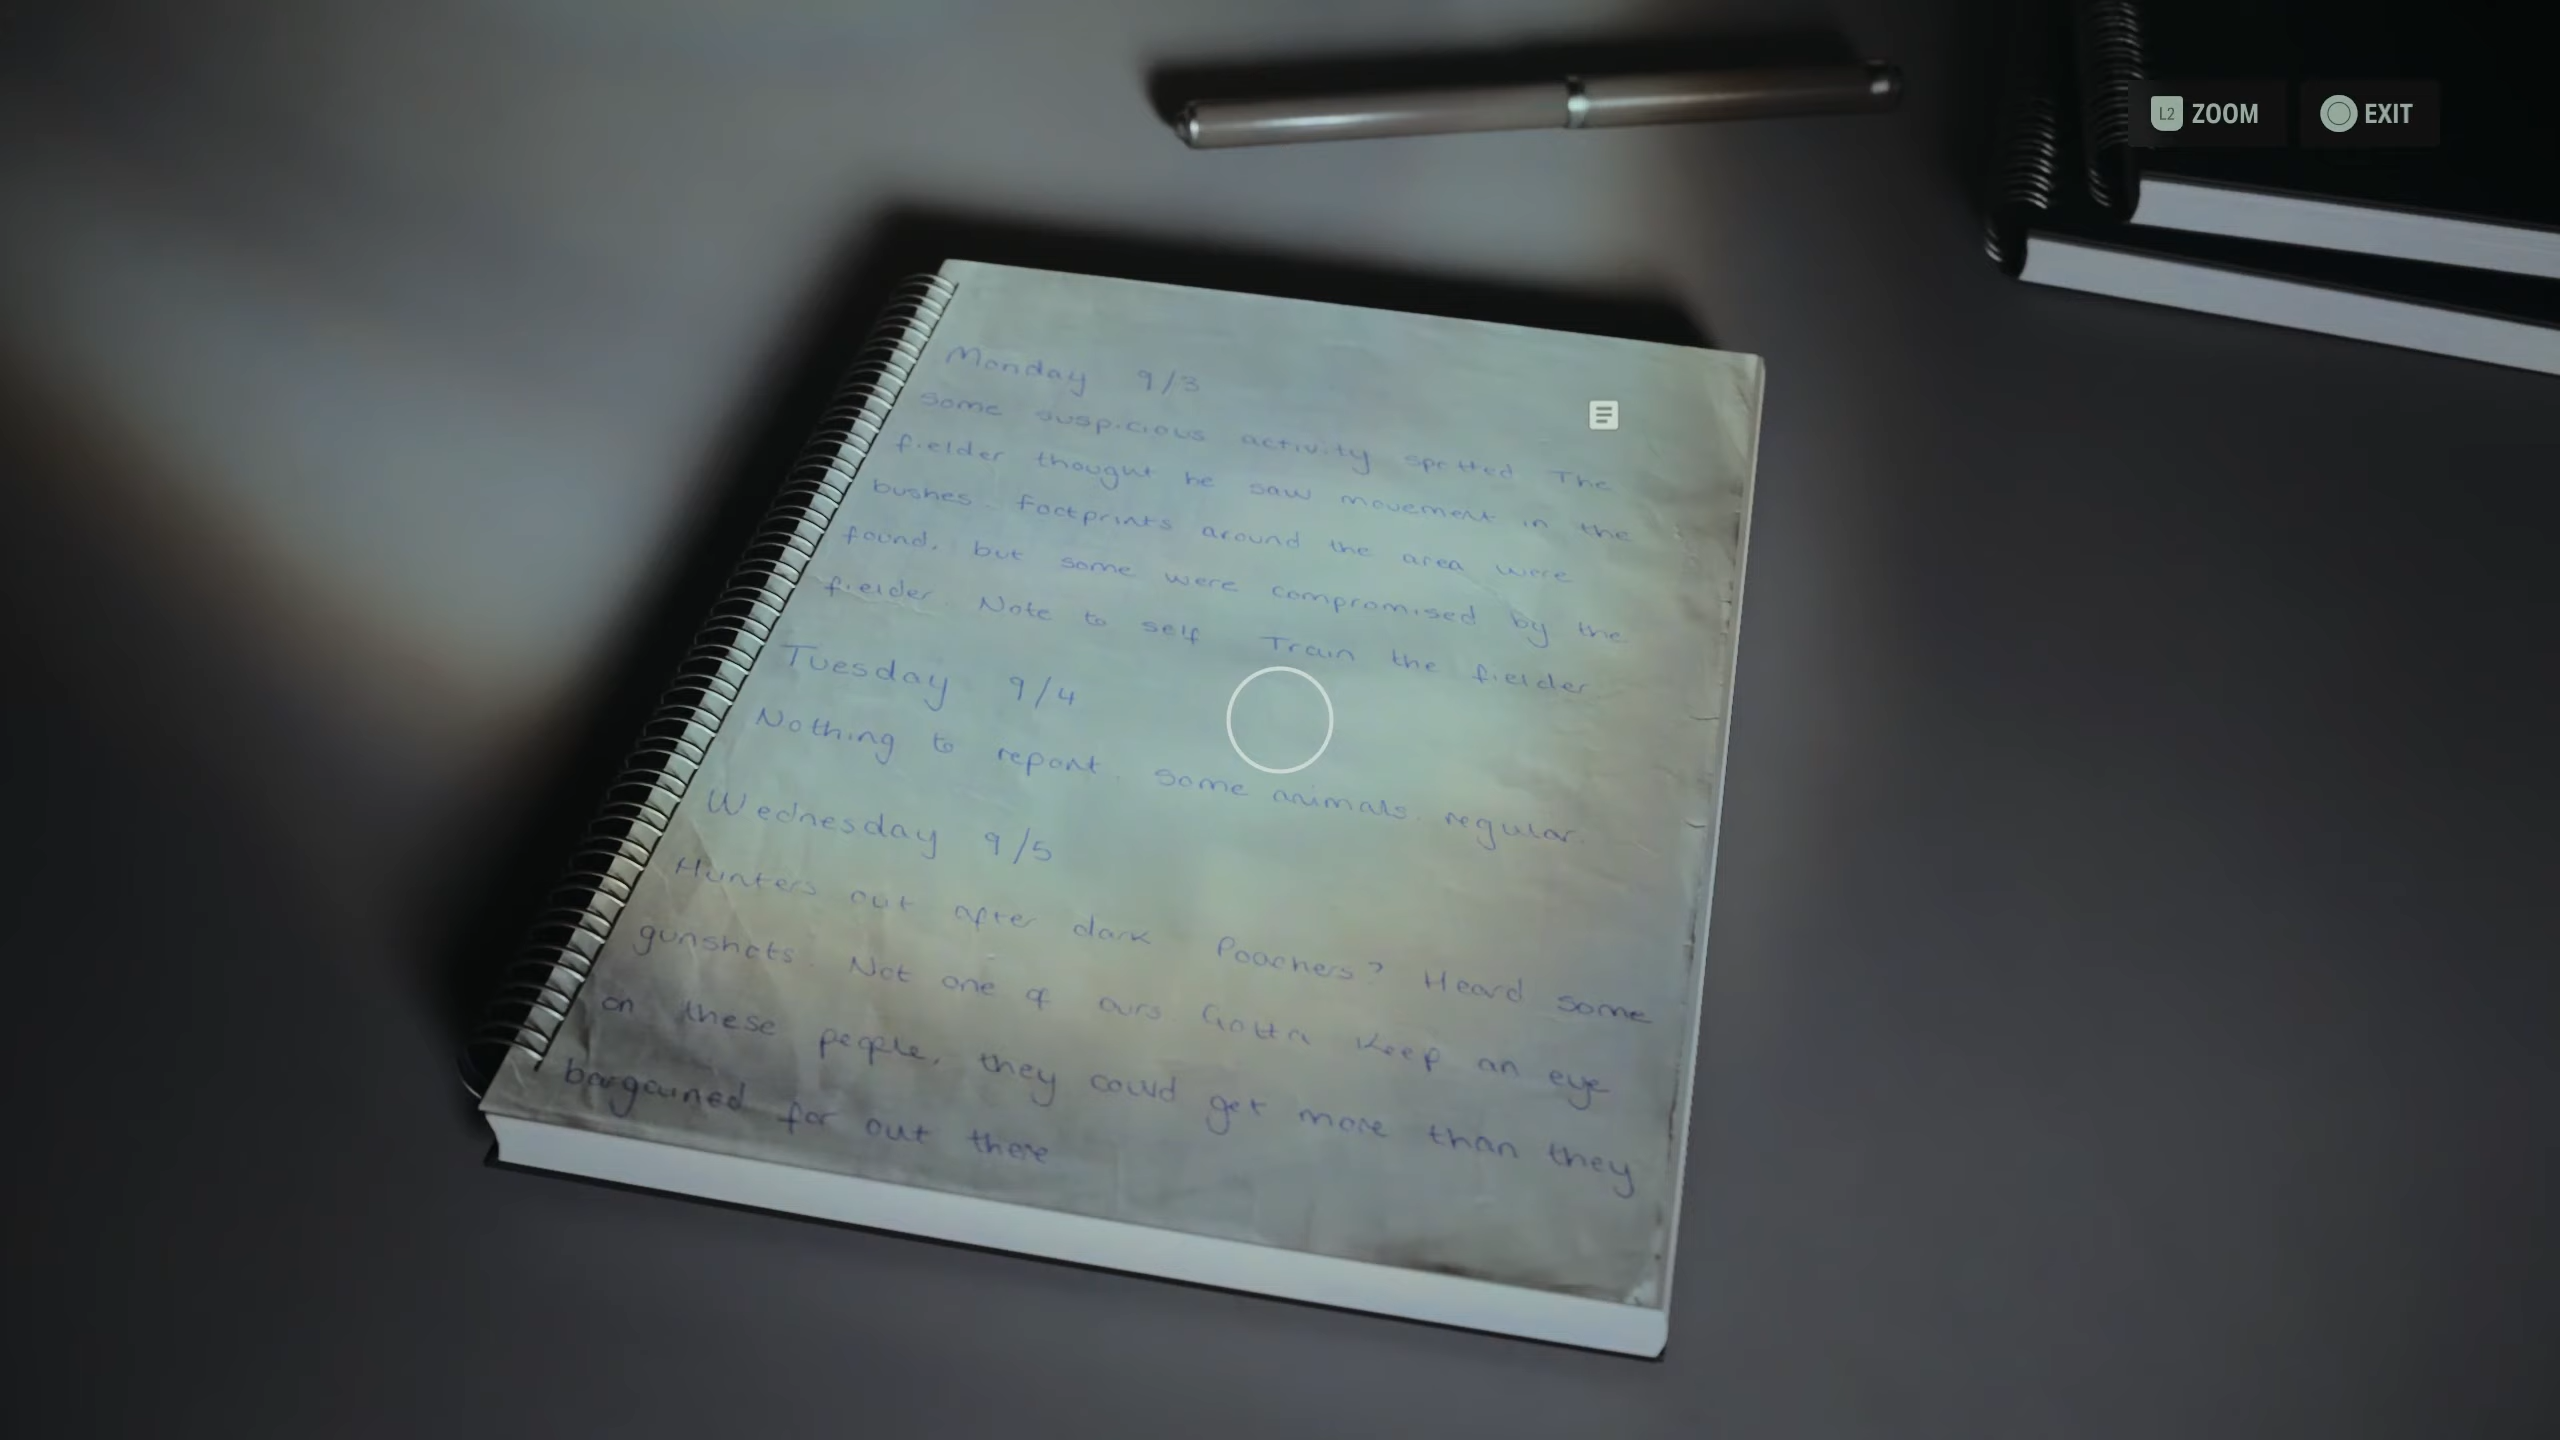 L2 ZOOM
EXIT
Monday 9/3
some suspicious activity spotted The
fielder thougut he saw movement in the
bushes. footprints around the area were
found, but some were compromised by the
fielder. Note to self Train the fielder
Tuesday 9/4
Nothing to report. some animals. regular.
Wednesday 9/5
Hunters out after dark Poachers? Heard some
gunshots. Not one of ours Gotta keep an eye
on these people, they could get more than they
bargained for out there